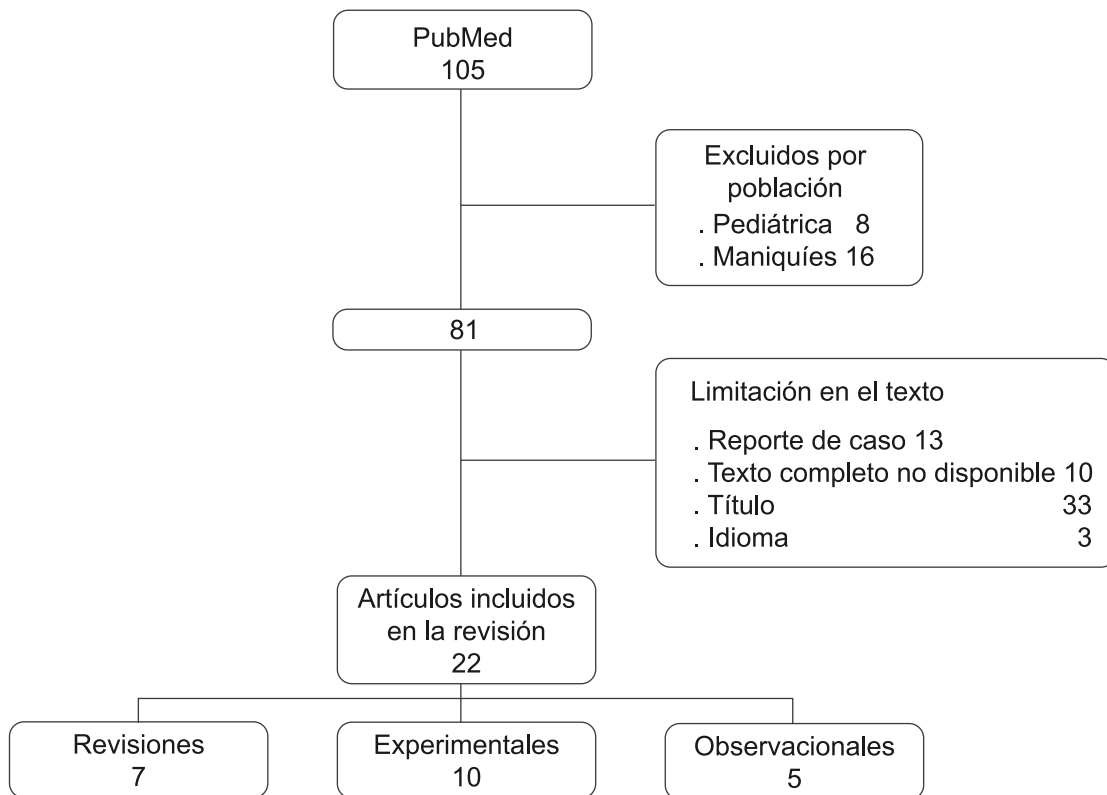 PubMed
105
Excluidos por
población
. Pediátrica 8
. Maniquíes 16
81
Limitación en el texto
. Reporte de caso 13
. Texto completo no disponible 10
. Título 33
. Idioma 3
Artículos incluidos
en la revisión
22
Revisiones
7
Experimentales
10
Observacionales
5